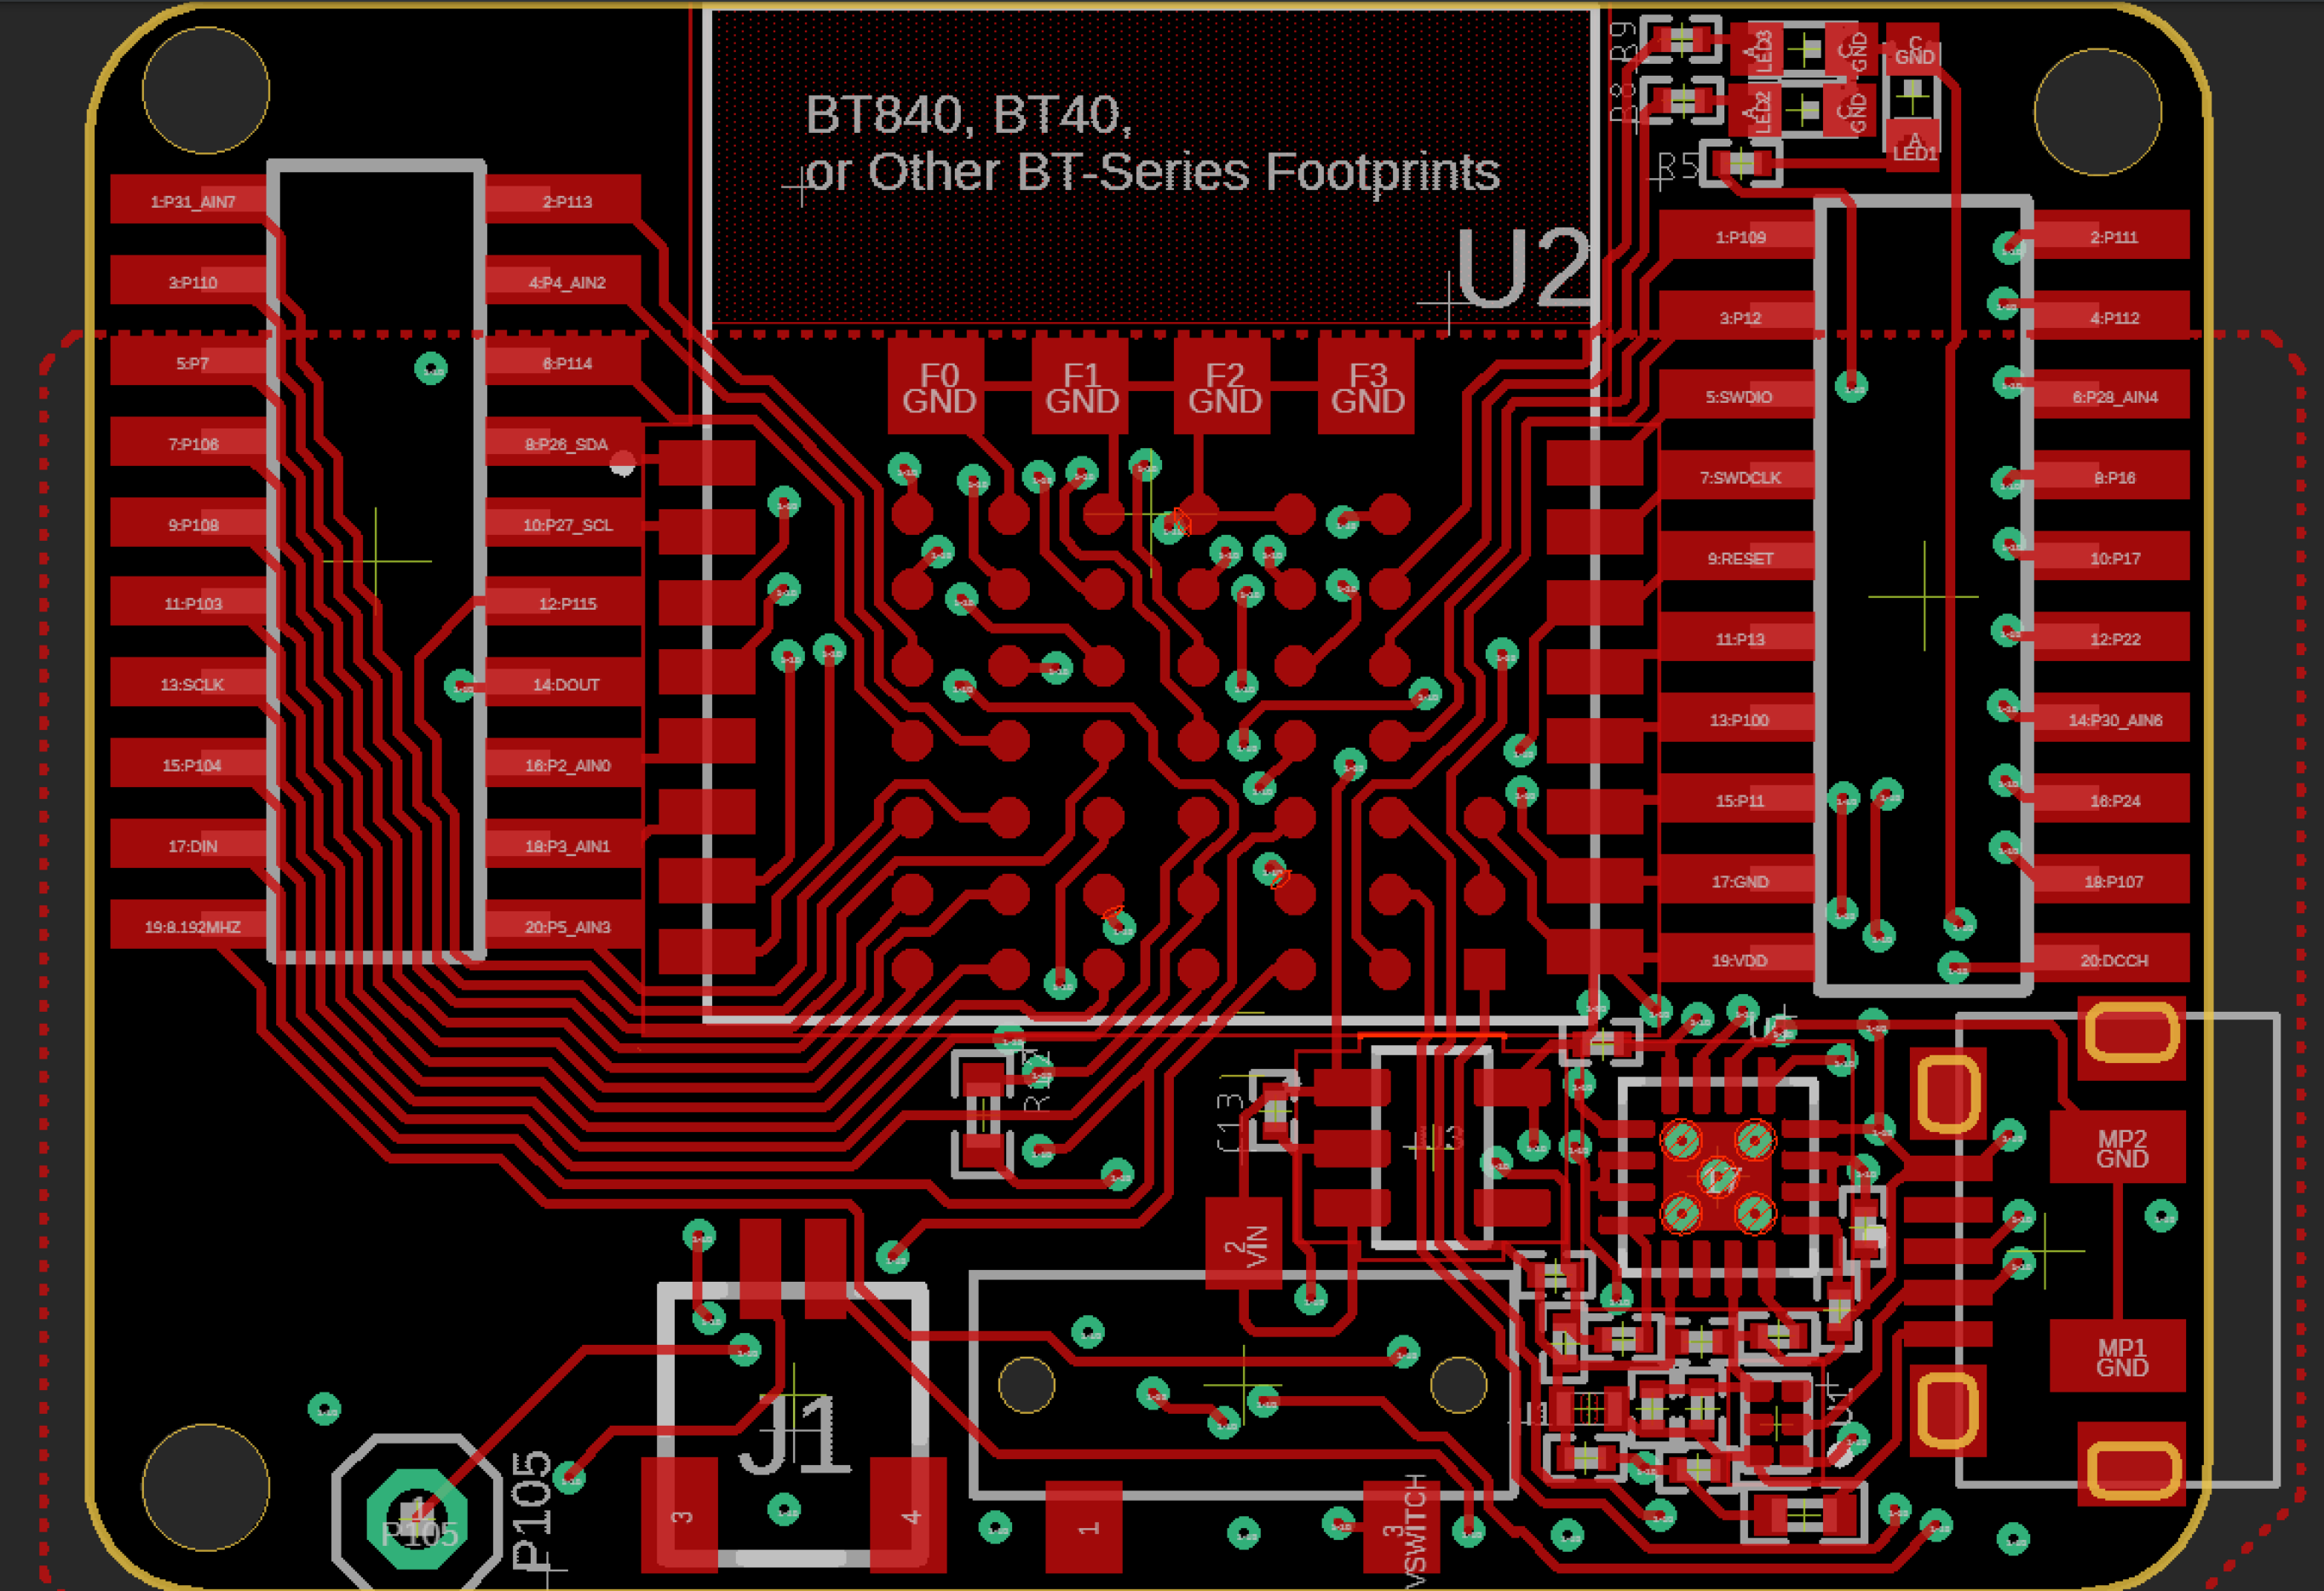 BT840, BT40,
or Other BT-Series Footprints
U2
R9
R8
R5
A
LED3
C
GND
A
LED2
C
GND
C
GND
A
LED1
1:P31_AIN7
2:P113
3:P110
4:P4_AIN2
5:P7
6:P114
7:P106
8:P26_SDA
9:P108
10:P27_SCL
11:P103
12:P115
13:SCLK
14:DOUT
15:P104
16:P2_AIN0
17:DIN
18:P3_AIN1
19:8.192MHZ
20:P5_AIN3
F0
GND
F1
GND
F2
GND
F3
GND
1:P109
2:P111
3:P12
4:P112
5:SWDIO
6:P28_AIN4
7:SWDCLK
8:P16
9:RESET
10:P17
11:P13
12:P22
13:P100
14:P30_AIN6
15:P11
16:P24
17:GND
18:P107
19:VDD
20:DCCH
C13
2
VIN
MP2
GND
MP1
GND
J1
3
4
1
3
VSWITCH
P105
P105